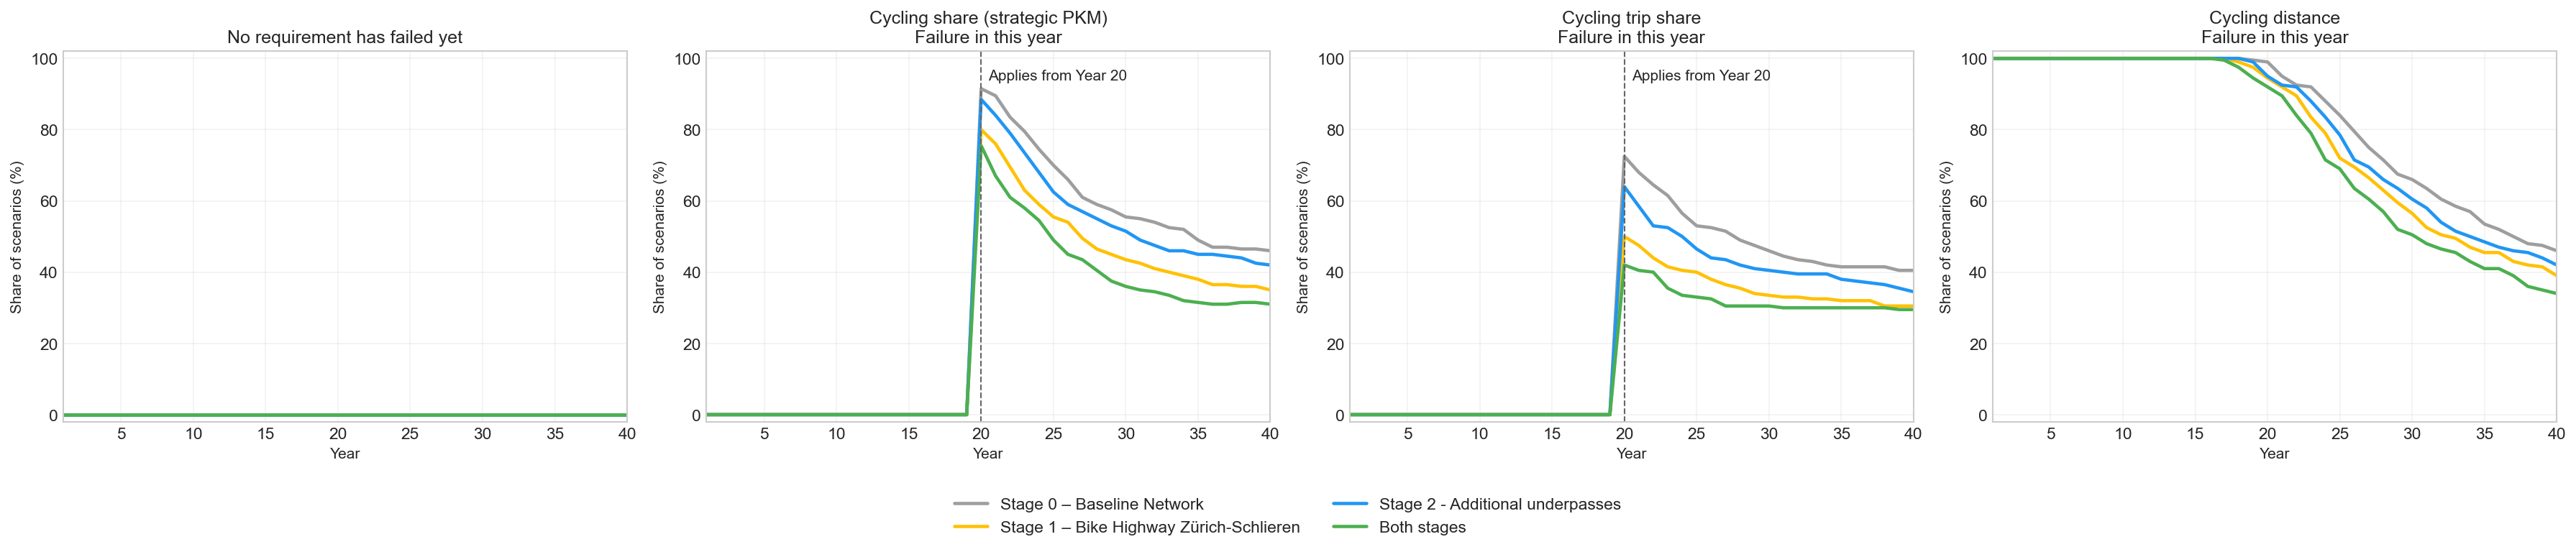 No requirement has failed yet
Share of scenarios (%)
100
80
60
40
20
0
5 10 15 20 25 30 35 40
Year
Cycling share (strategic PKM)
Failure in this year
Applies from Year 20
Share of scenarios (%)
100
80
60
40
20
0
5 10 15 20 25 30 35 40
Year
Cycling trip share
Failure in this year
Applies from Year 20
Share of scenarios (%)
100
80
60
40
20
0
5 10 15 20 25 30 35 40
Year
Cycling distance
Failure in this year
Share of scenarios (%)
100
80
60
40
20
0
5 10 15 20 25 30 35 40
Year
Stage 0 – Baseline Network
Stage 1 – Bike Highway Zürich-Schlieren
Stage 2 - Additional underpasses
Both stages